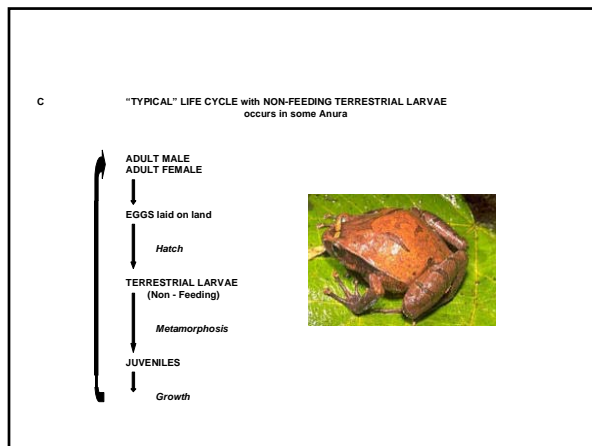 C
"TYPICAL" LIFE CYCLE with NON-FEEDING TERRESTRIAL LARVAE
occurs in some Anura
ADULT MALE
ADULT FEMALE
EGGS laid on land
Hatch
TERRESTRIAL LARVAE
(Non - Feeding)
Metamorphosis
JUVENILES
Growth